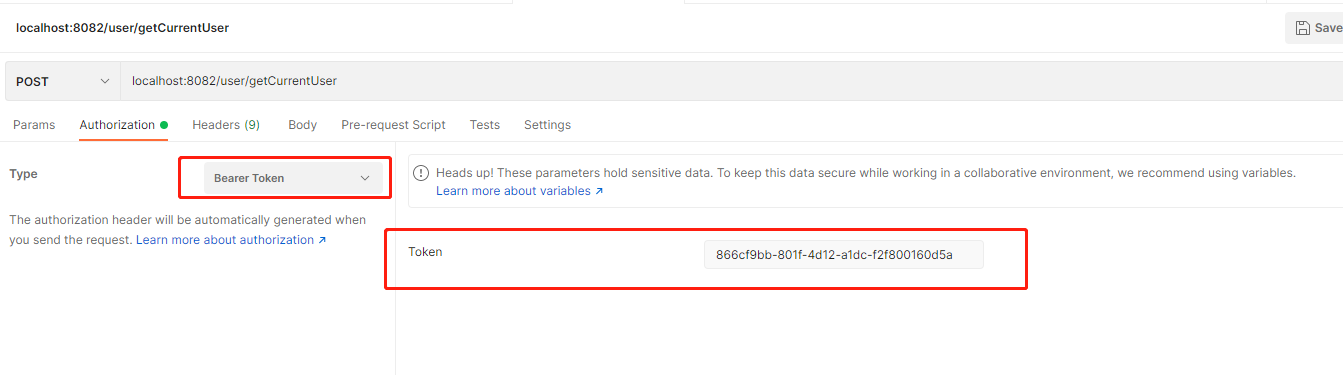 localhost:8082/user/getCurrentUser
Save
POST
localhost:8082/user/getCurrentUser
Params
Authorization
Headers (9)
Body
Pre-request Script
Tests
Settings
Type
Bearer Token
The authorization header will be automatically generated when
you send the request. Learn more about authorization ↗
Heads up! These parameters hold sensitive data. To keep this data secure while working in a collaborative environment, we recommend using variables.
Learn more about variables ↗
Token
866cf9bb-801f-4d12-a1dc-f2f800160d5a